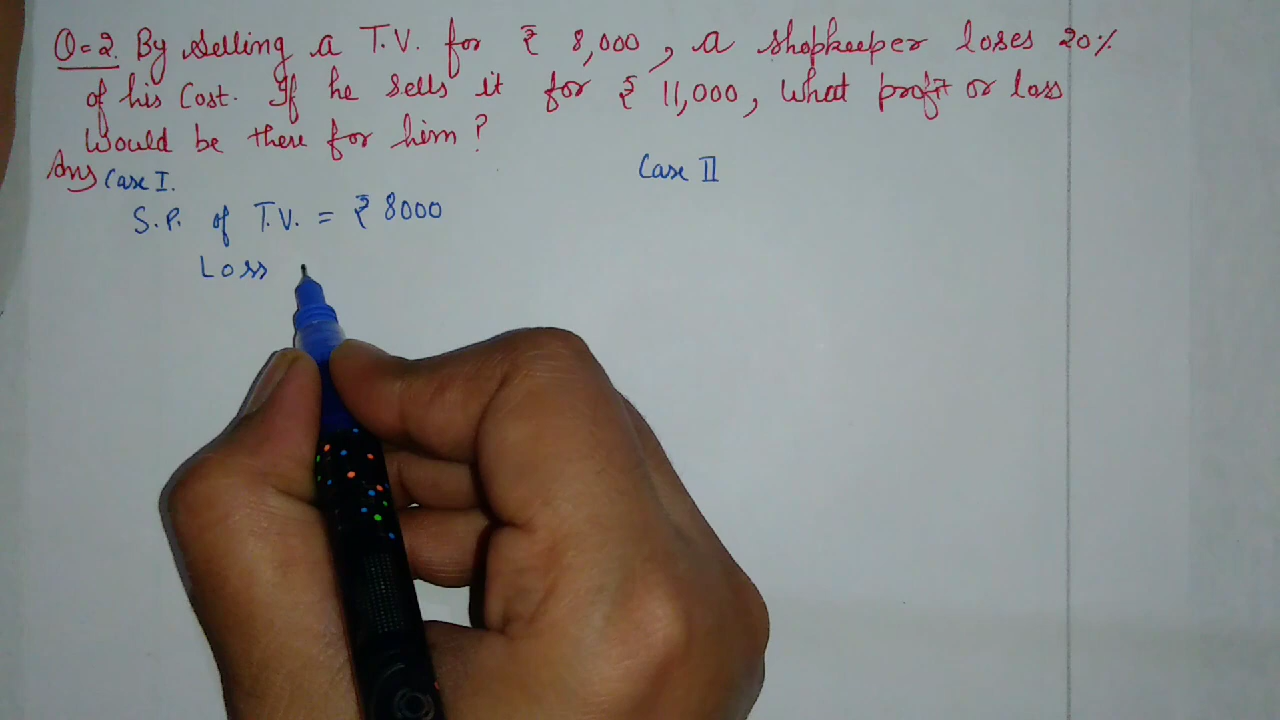 Q=2. By selling a T.V. for ₹ 8,000, a shopkeeper loses 20%
of his Cost. If he sells it for ₹ 11,000, what profit or loss
would be there for him?
Ans Case I. Case II
S.P. of T.V. = ₹ 8000
Loss